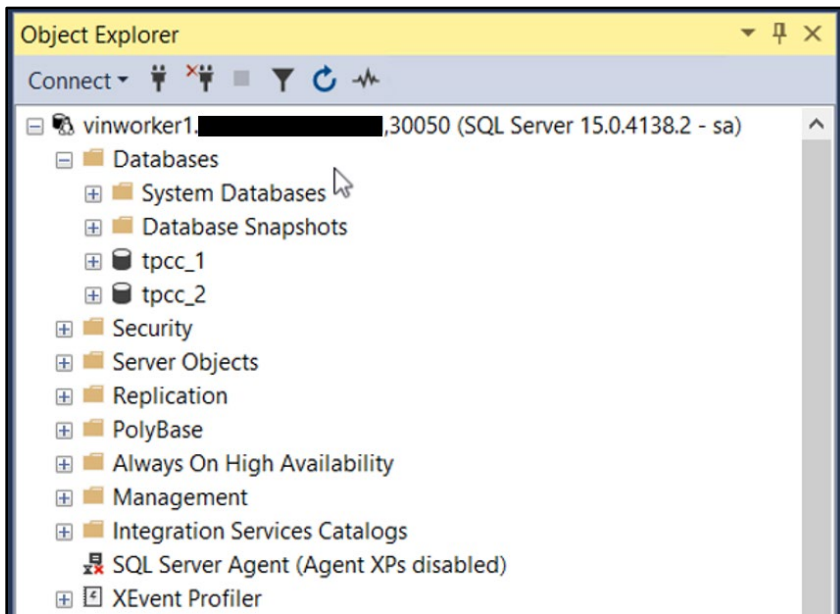 Object Explorer
Connect
vinworker1. ,30050 (SQL Server 15.0.4138.2 - sa)
Databases
System Databases
Database Snapshots
tpcc_1
tpcc_2
Security
Server Objects
Replication
PolyBase
Always On High Availability
Management
Integration Services Catalogs
SQL Server Agent (Agent XPs disabled)
XEvent Profiler